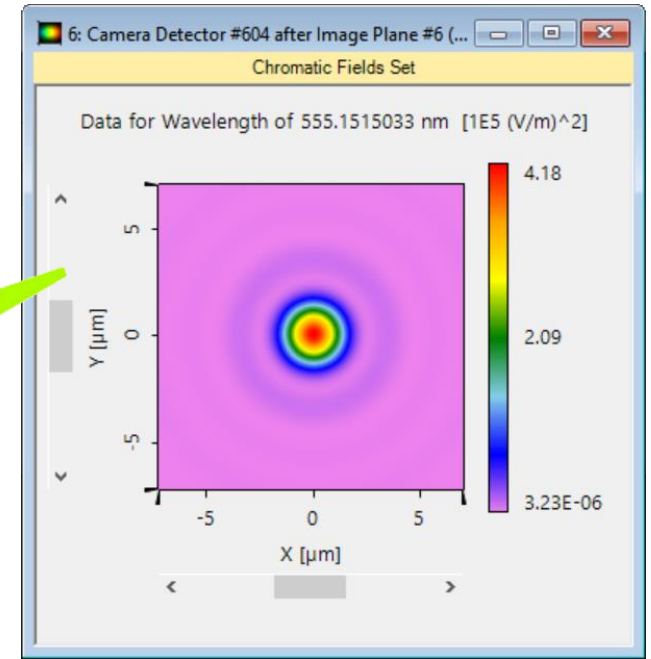 6: Camera Detector #604 after Image Plane #6 (...
Chromatic Fields Set
Data for Wavelength of 555.1515033 nm [1E5 (V/m)^2]
4.18
5
Y [µm]
0
2.09
-5
3.23E-06
-5 0 5
X [µm]